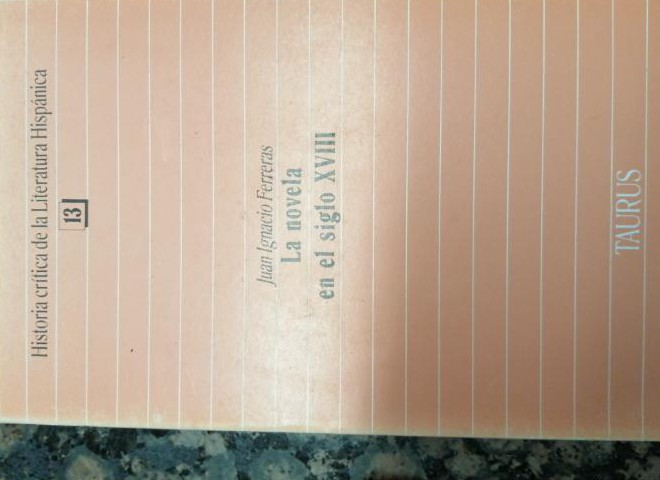 Historia crítica de la Literatura Hispánica
13
Juan Ignacio Ferreras
La novela
en el siglo XVIII
TAURUS